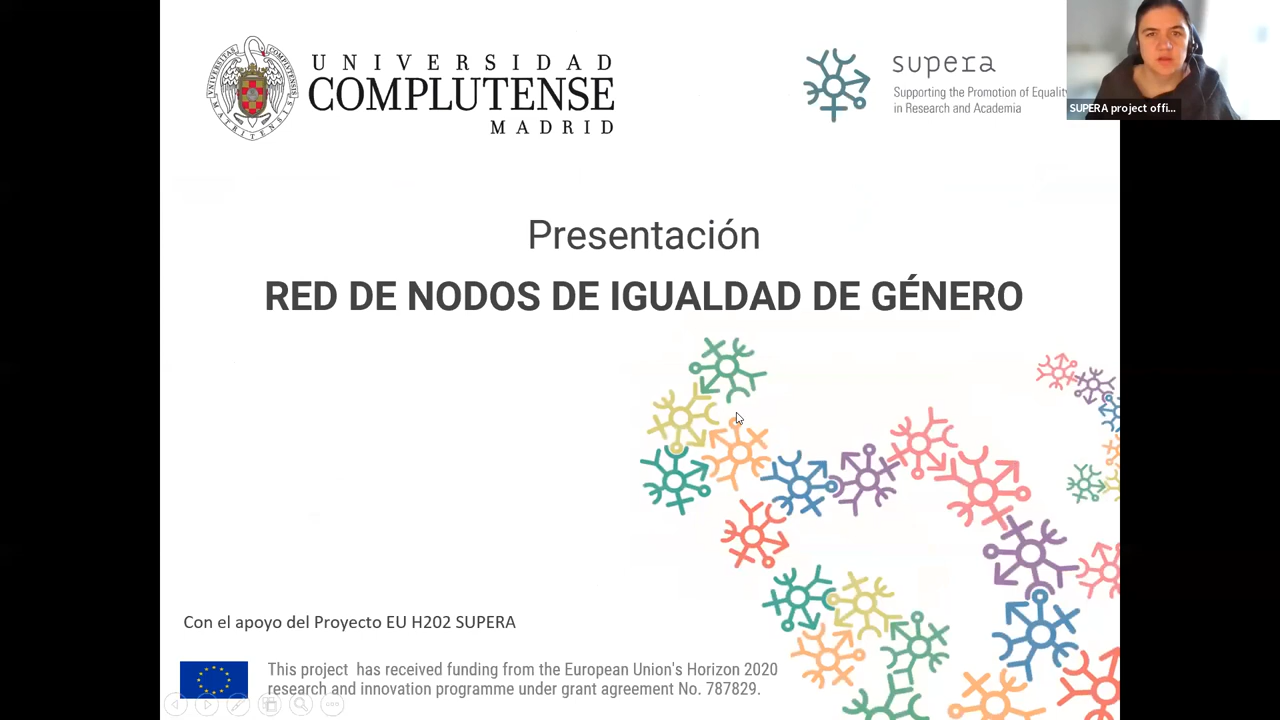 UNIVERSIDAD
COMPLUTENSE
MADRID
supera
Supporting the Promotion of Equality
in Research and Academia
SUPERA project offi...
Presentación
RED DE NODOS DE IGUALDAD DE GÉNERO
Con el apoyo del Proyecto EU H202 SUPERA
This project has received funding from the European Union's Horizon 2020
research and innovation programme under grant agreement No. 787829.